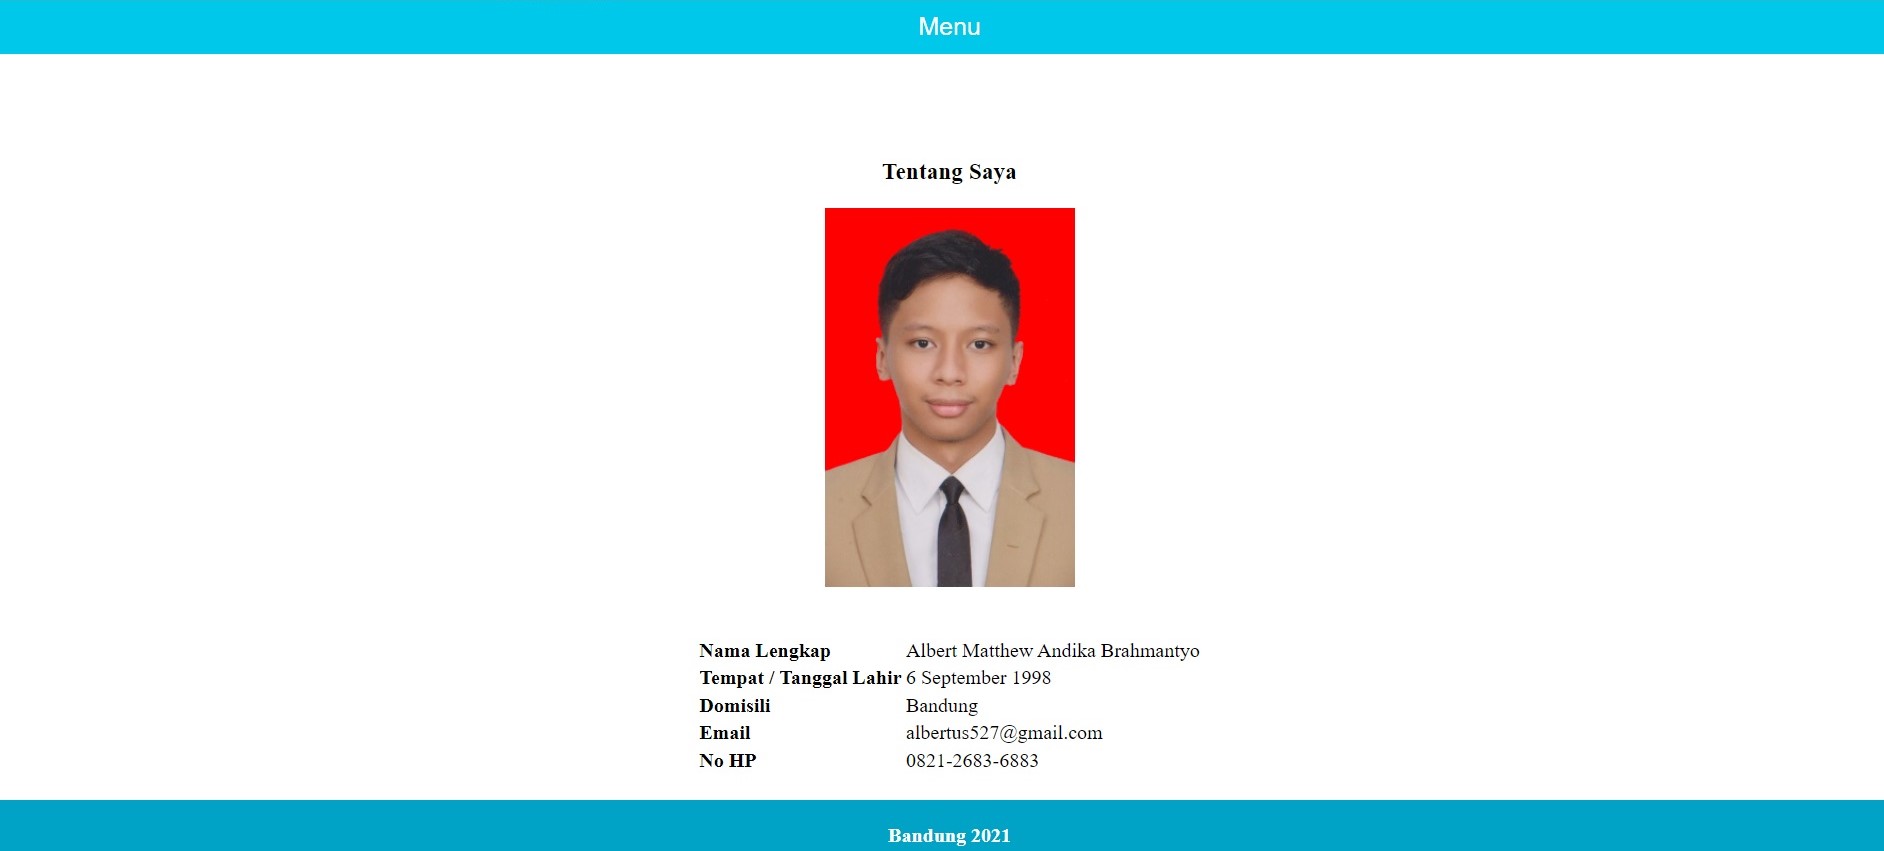 Menu
Tentang Saya
Nama Lengkap Albert Matthew Andika Brahmantyo
Tempat / Tanggal Lahir 6 September 1998
Domisili Bandung
Email albertus527@gmail.com
No HP 0821-2683-6883
Bandung 2021